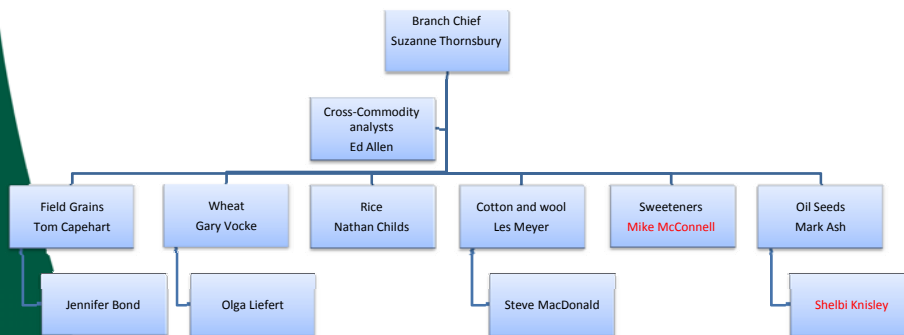 Branch Chief
Suzanne Thornsbury
Cross-Commodity
analysts
Ed Allen
Field Grains
Tom Capehart
Wheat
Gary Vocke
Rice
Nathan Childs
Cotton and wool
Les Meyer
Sweeteners
Mike McConnell
Oil Seeds
Mark Ash
Jennifer Bond
Olga Liefert
Steve MacDonald
Shelbi Knisley